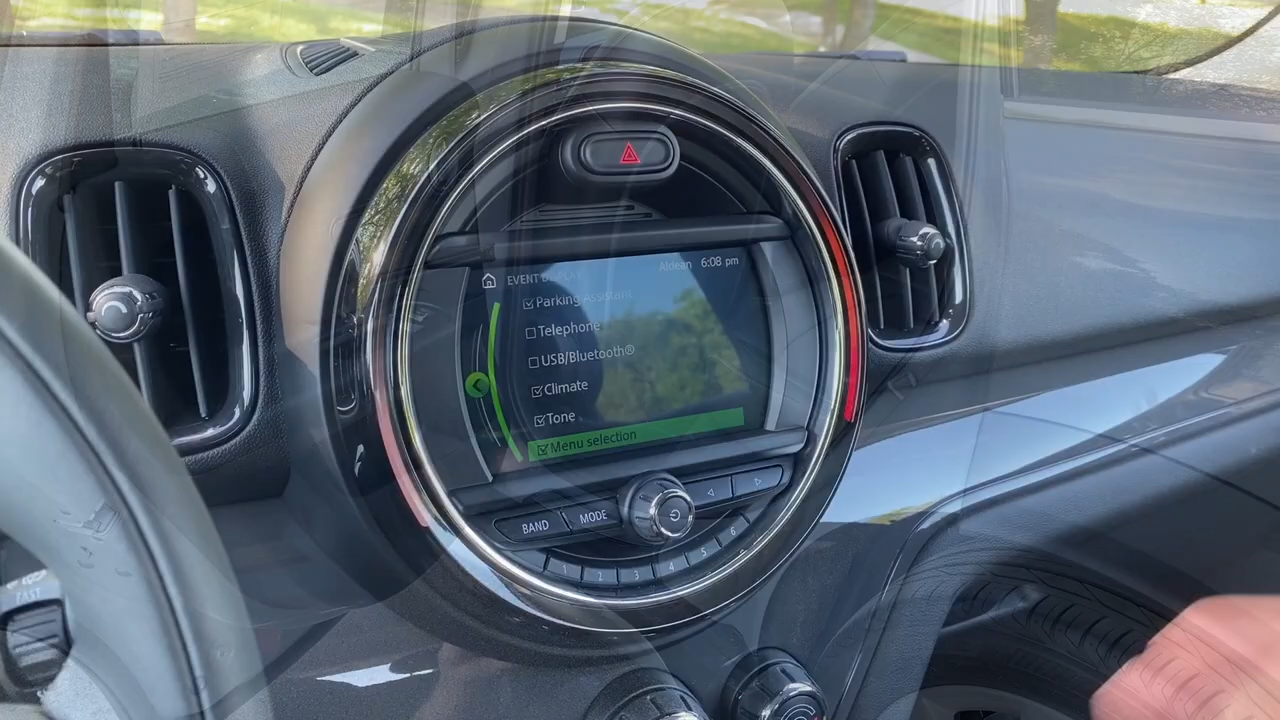 Aldean 6:08 pm
EVENT DISPLAY
Parking Assistant
Telephone
USB/Bluetooth®
Climate
Tone
Menu selection
BAND MODE
1 2 3 4 5 6
FAST